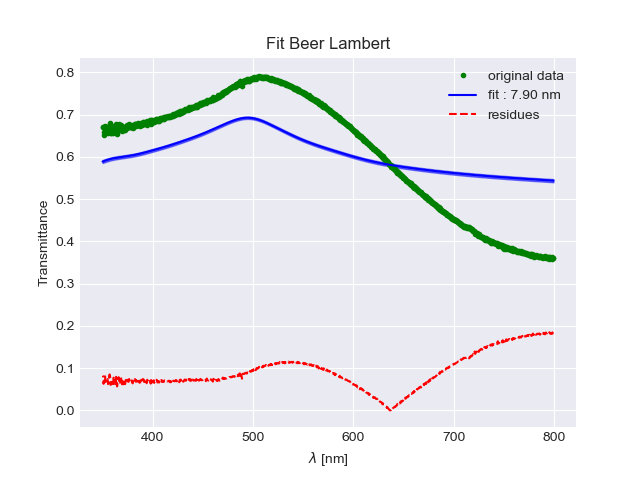 Fit Beer Lambert
original data
fit : 7.90 nm
residues
Transmittance
0.8
0.7
0.6
0.5
0.4
0.3
0.2
0.1
0.0
400 500 600 700 800
λ [nm]